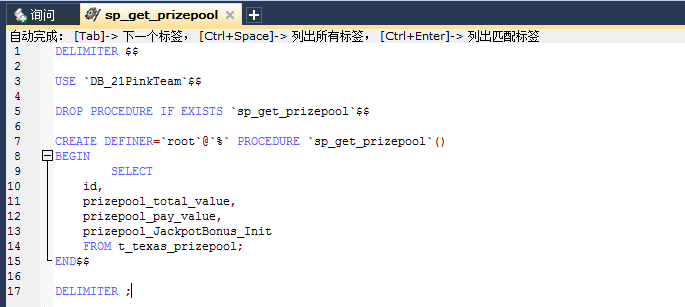 询问 sp_get_prizepool
自动完成： [Tab]-> 下一个标签， [Ctrl+Space]-> 列出所有标签， [Ctrl+Enter]-> 列出匹配标签
1 DELIMITER $$
2
3 USE `DB_21PinkTeam`$$
4
5 DROP PROCEDURE IF EXISTS `sp_get_prizepool`$$
6
7 CREATE DEFINER=`root`@`%` PROCEDURE `sp_get_prizepool`()
8 BEGIN
9 SELECT
10 id,
11 prizepool_total_value,
12 prizepool_pay_value,
13 prizepool_JackpotBonus_Init
14 FROM t_texas_prizepool;
15 END$$
16
17 DELIMITER ;